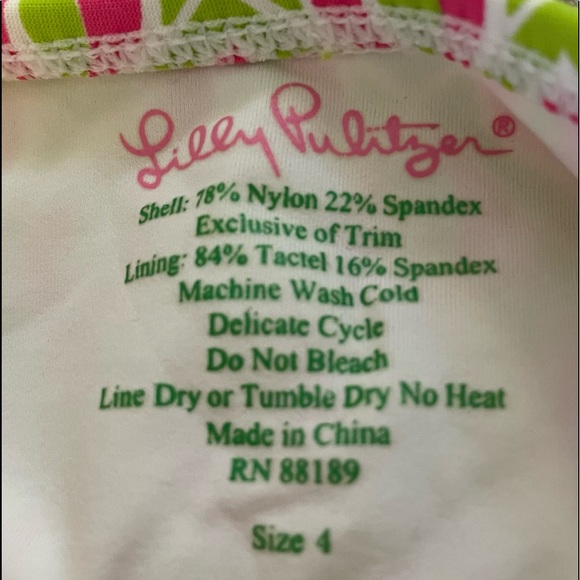 Lilly Pulitzer®
Shell: 78% Nylon 22% Spandex
Exclusive of Trim
Lining: 84% Tactel 16% Spandex
Machine Wash Cold
Delicate Cycle
Do Not Bleach
Line Dry or Tumble Dry No Heat
Made in China
RN 88189
Size 4